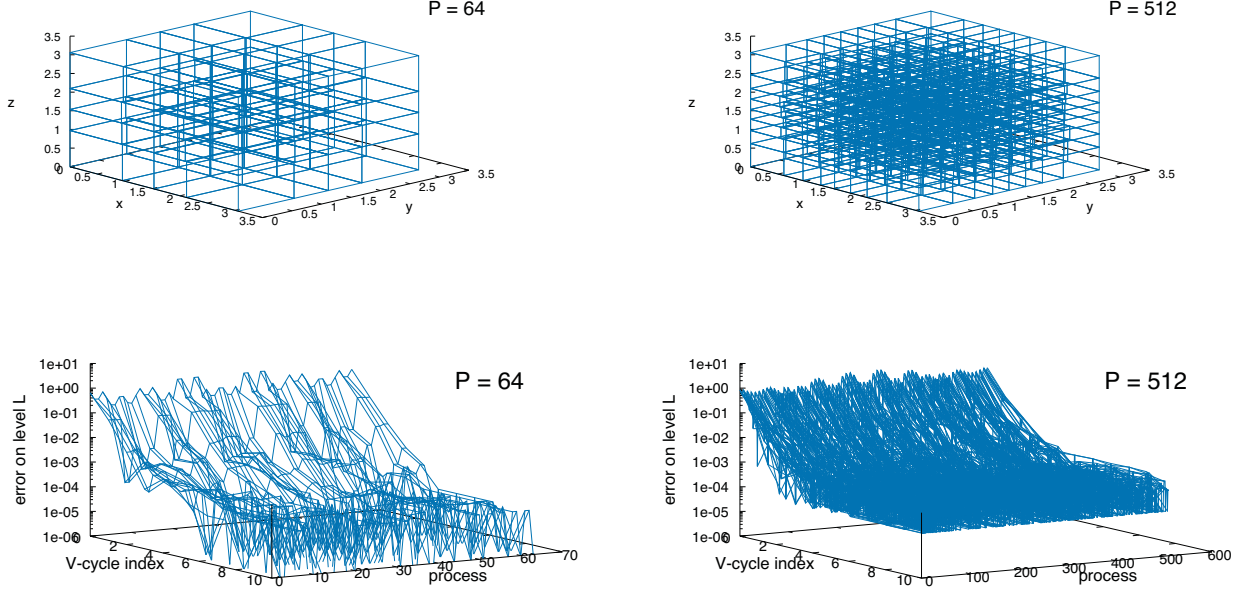 P = 64
3.5
3
2.5
2
1.5
1
0.5
0
z
0.5
1
1.5
2
2.5
3
3.5
x
0
0.5
1
1.5
2
2.5
3
3.5
y
P = 512
3.5
3
2.5
2
1.5
1
0.5
0
z
0.5
1
1.5
2
2.5
3
3.5
x
0
0.5
1
1.5
2
2.5
3
3.5
y
P = 64
1e+01
1e+00
1e-01
1e-02
1e-03
1e-04
1e-05
1e-06
error on level L
0
2
4
6
8
10
V-cycle index
0
10
20
30
40
50
60
70
process
P = 512
1e+01
1e+00
1e-01
1e-02
1e-03
1e-04
1e-05
1e-06
error on level L
0
2
4
6
8
10
V-cycle index
0
100
200
300
400
500
600
process